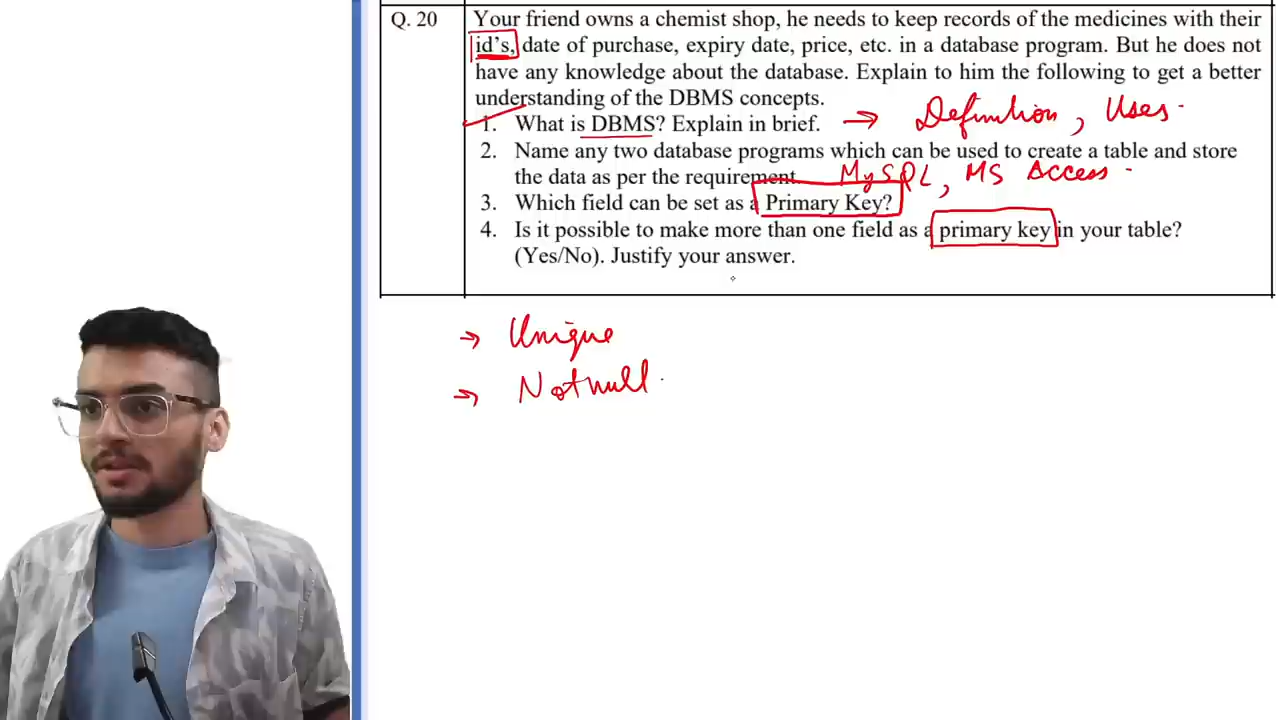 Q. 20
Your friend owns a chemist shop, he needs to keep records of the medicines with their
id's, date of purchase, expiry date, price, etc. in a database program. But he does not
have any knowledge about the database. Explain to him the following to get a better
understanding of the DBMS concepts.
1. What is DBMS? Explain in brief. → Definition, Uses.
2. Name any two database programs which can be used to create a table and store
the data as per the requirement. MySQL, MS Access.
3. Which field can be set as a Primary Key?
4. Is it possible to make more than one field as a primary key in your table?
(Yes/No). Justify your answer.
→ Unique
→ Notnull.